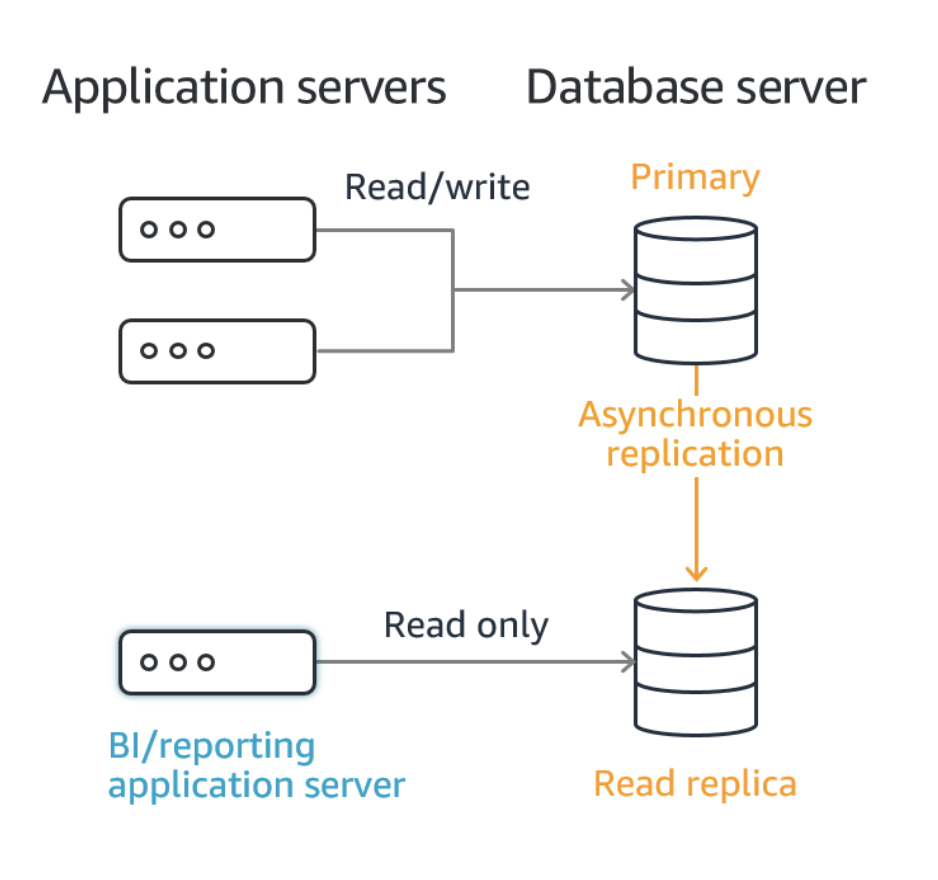 Application servers
Database server
Read/write
Primary
Asynchronous
replication
Read only
BI/reporting
application server
Read replica